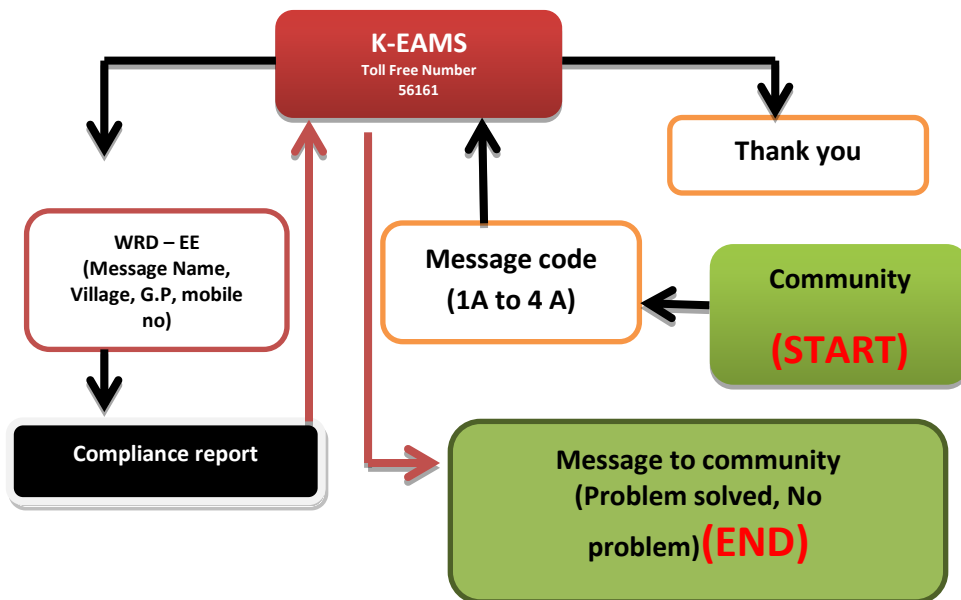 K-EAMS
Toll Free Number
56161
Thank you
WRD – EE
(Message Name,
Village, G.P, mobile
no)
Message code
(1A to 4 A)
Community
(START)
Compliance report
Message to community
(Problem solved, No
problem)(END)